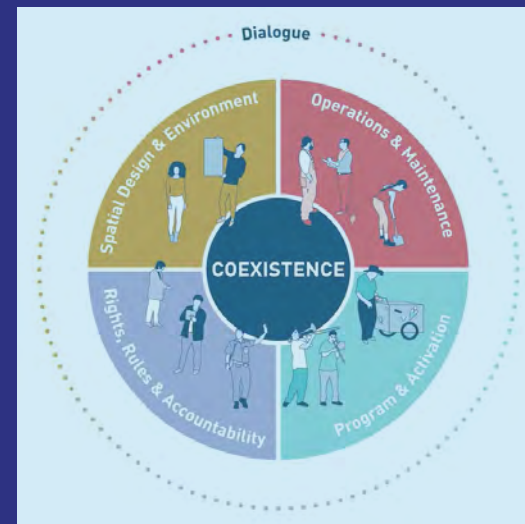 Dialogue
Spatial Design & Environment
Operations & Maintenance
COEXISTENCE
Rights, Rules & Accountability
Program & Activation